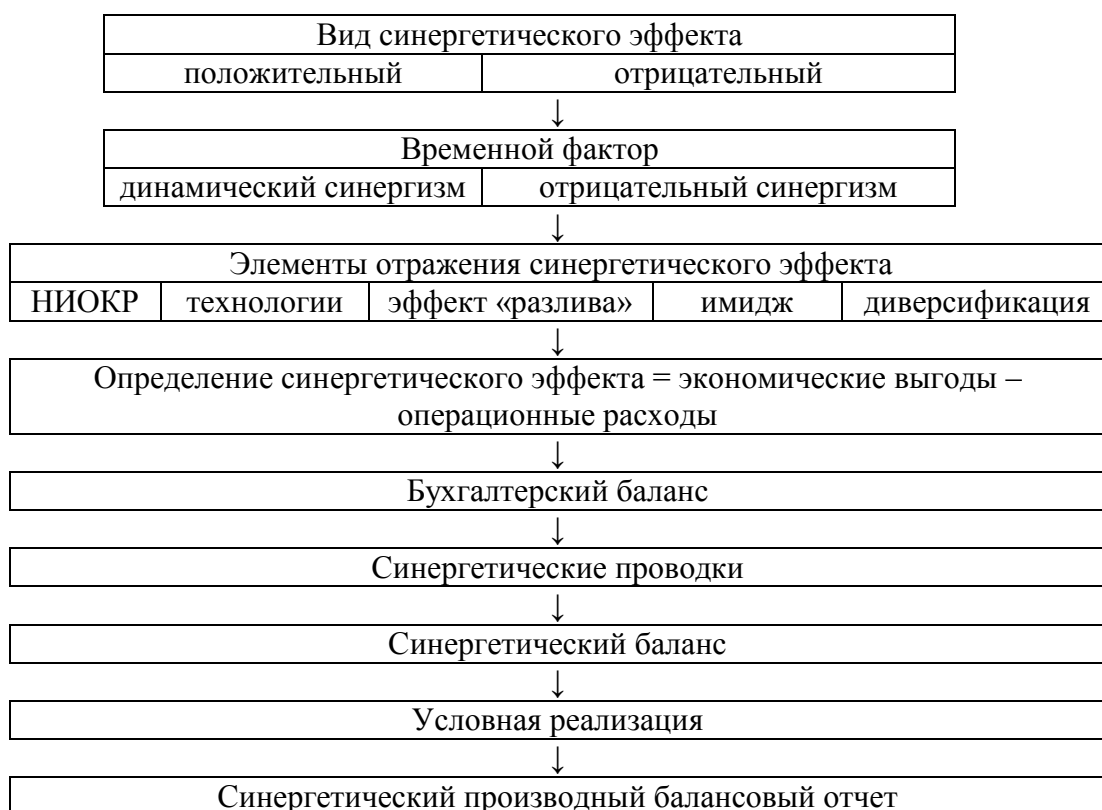 Вид синергетического эффекта
положительный отрицательный
↓
Временной фактор
динамический синергизм отрицательный синергизм
↓
Элементы отражения синергетического эффекта
НИОКР технологии эффект «разлива» имидж диверсификация
↓
Определение синергетического эффекта = экономические выгоды –
операционные расходы
↓
Бухгалтерский баланс
↓
Синергетические проводки
↓
Синергетический баланс
↓
Условная реализация
↓
Синергетический производный балансовый отчет